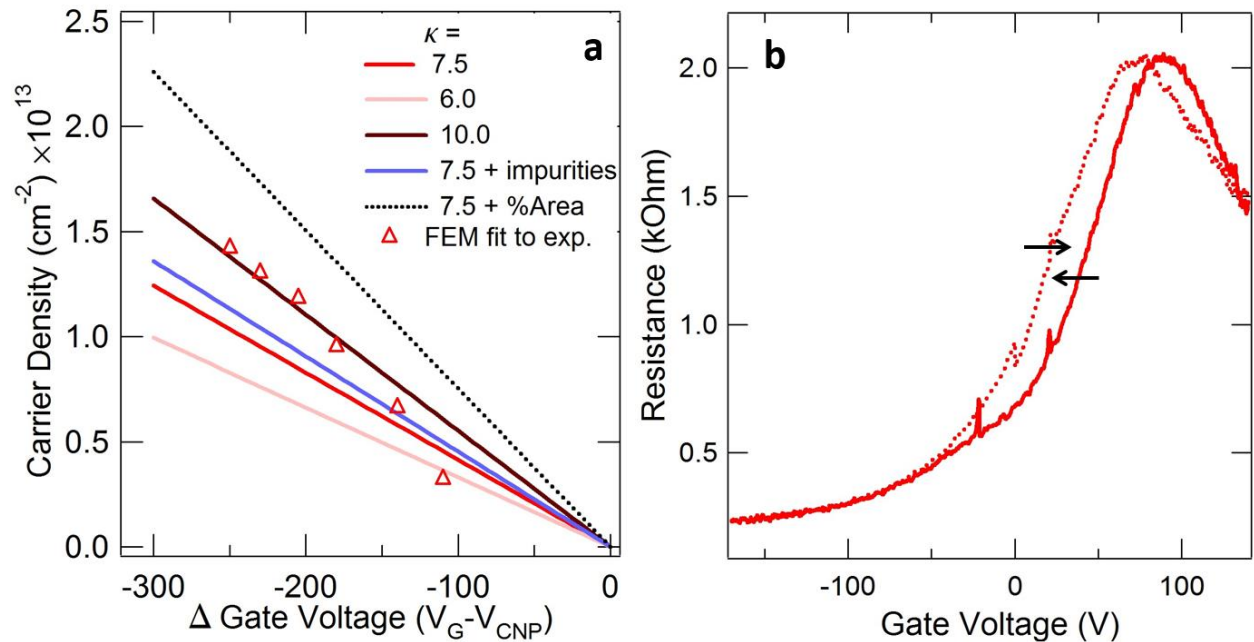 a
κ =
7.5
6.0
10.0
7.5 + impurities
7.5 + %Area
FEM fit to exp.
2.5
2.0
1.5
1.0
0.5
0.0
Carrier Density (cm⁻²) ×10¹³
-300
-200
-100
0
Δ Gate Voltage (V_G-V_CNP)
b
2.0
1.5
1.0
0.5
Resistance (kOhm)
-100
0
100
Gate Voltage (V)